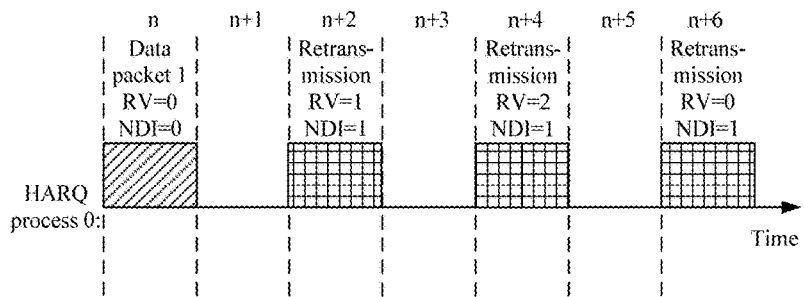 n n+1 n+2 n+3 n+4 n+5 n+6
Data packet 1 RV=0 NDI=0
Retrans-
mission
RV=1
NDI=1
Retrans-
mission
RV=2
NDI=1
Retrans-
mission
RV=0
NDI=1
HARQ
process 0:
Time